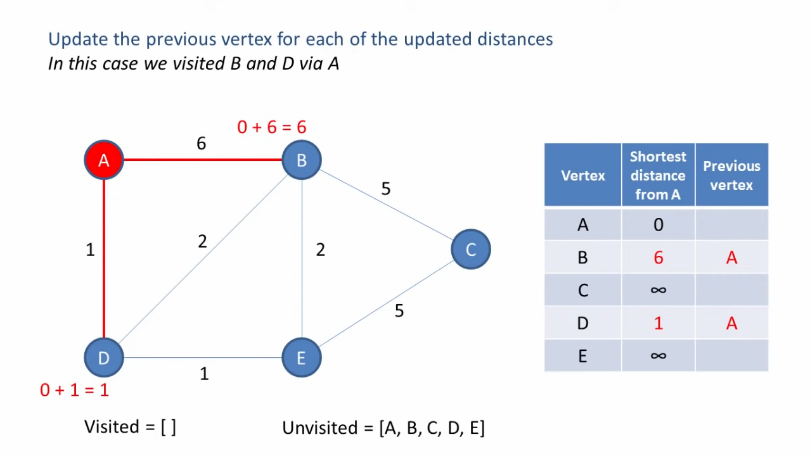 Update the previous vertex for each of the updated distances
In this case we visited B and D via A
0 + 6 = 6
6
A
B
5
1
2
2
C
5
D
E
1
0 + 1 = 1
Visited = [ ]
Unvisited = [A, B, C, D, E]
Vertex Shortest distance from A Previous vertex
A 0
B 6 A
C ∞
D 1 A
E ∞